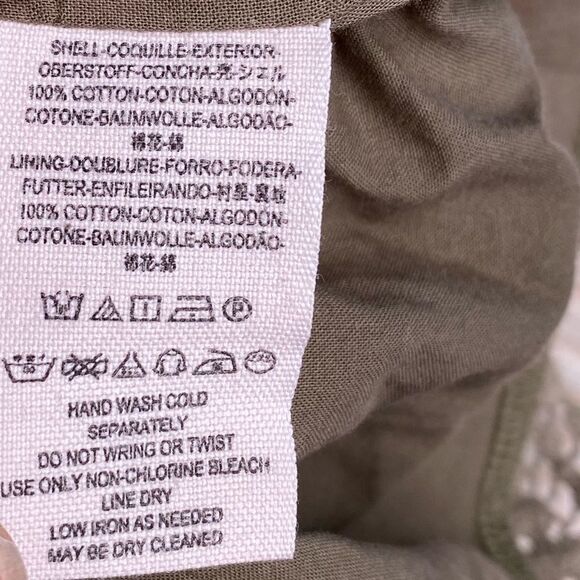 SHELL-COQUILLE-EXTERIOR-
OBERSTOFF-CONCHA-売-シェル
100% COTTON-COTON-ALGODÓN-
COTONE-BAUMWOLLE-ALGODÃO-
棉花-綿
LINING-DOUBLURE-FORRO-FODERA-
FUTTER-ENFILEIRANDO-衬里-裏地
100% COTTON-COTON-ALGODÓN-
COTONE-BAUMWOLLE-ALGODÃO-
棉花-綿
HAND WASH COLD
SEPARATELY
DO NOT WRING OR TWIST
USE ONLY NON-CHLORINE BLEACH
LINE DRY
LOW IRON AS NEEDED
MAY BE DRY CLEANED